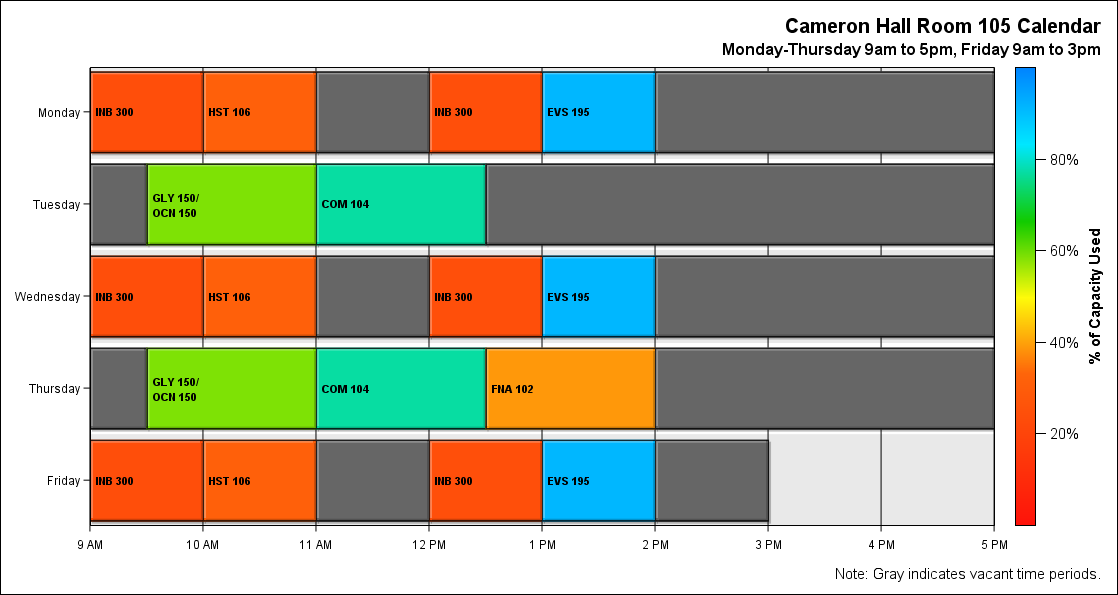 Cameron Hall Room 105 Calendar
Monday-Thursday 9am to 5pm, Friday 9am to 3pm
Monday
INB 300
HST 106
INB 300
EVS 195
Tuesday
GLY 150/
OCN 150
COM 104
Wednesday
INB 300
HST 106
INB 300
EVS 195
Thursday
GLY 150/
OCN 150
COM 104
FNA 102
Friday
INB 300
HST 106
INB 300
EVS 195
9 AM
10 AM
11 AM
12 PM
1 PM
2 PM
3 PM
4 PM
5 PM
80%
60%
40%
20%
% of Capacity Used
Note: Gray indicates vacant time periods.